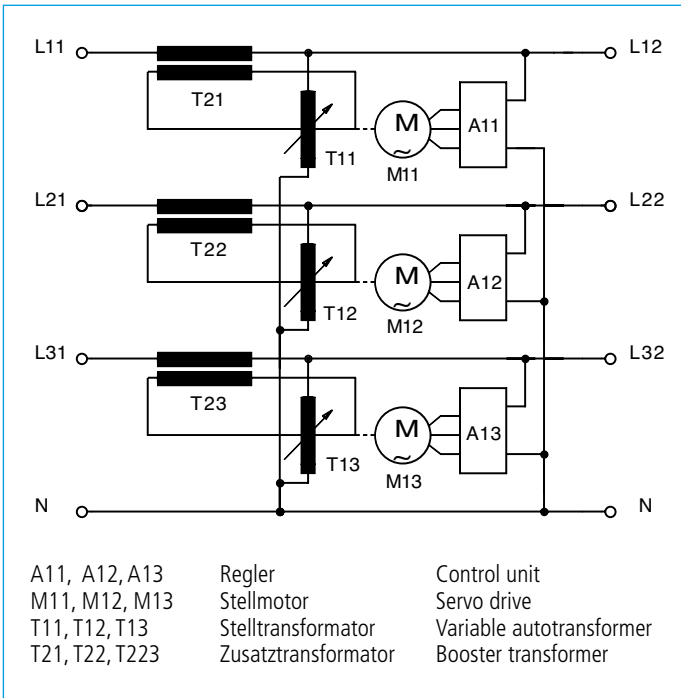 L11 L12
T21
M
~
A11
T11
M11
L21 L22
T22
M
~
A12
T12
M12
L31 L32
T23
M
~
A13
T13
M13
N N
A11, A12, A13 Regler Control unit
M11, M12, M13 Stellmotor Servo drive
T11, T12, T13 Stelltransformator Variable autotransformer
T21, T22, T223 Zusatztransformator Booster transformer